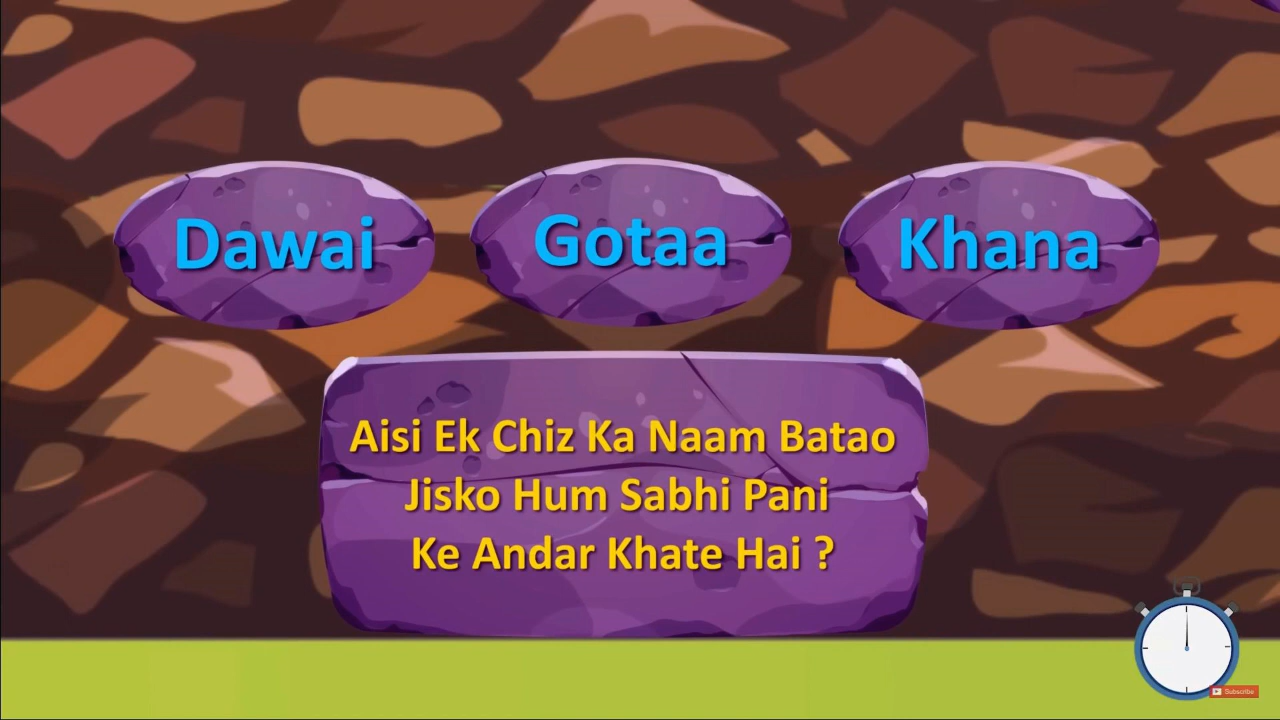 Dawai Gotaa Khana
Aisi Ek Chiz Ka Naam Batao
Jisko Hum Sabhi Pani
Ke Andar Khate Hai ?
Subscribe